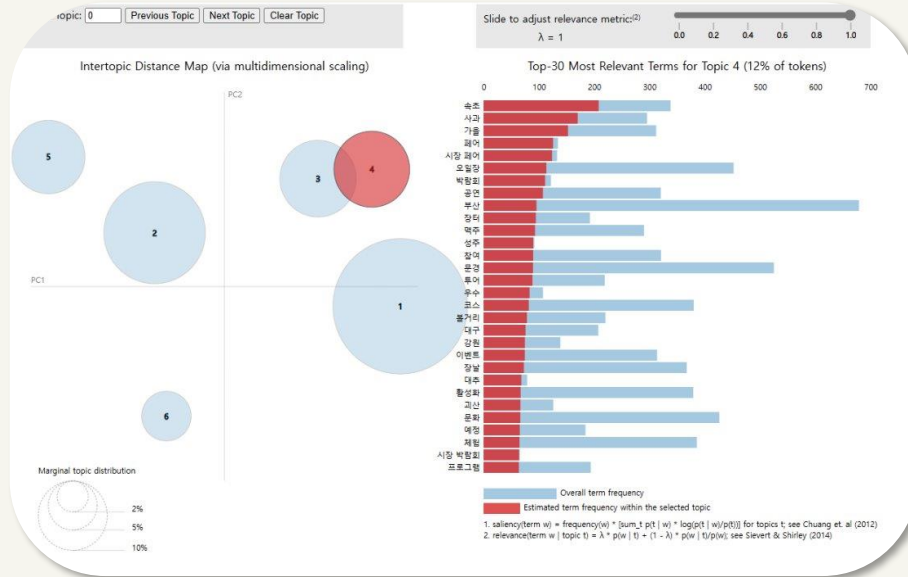 Topic: 0 Previous Topic Next Topic Clear Topic
Slide to adjust relevance metric:(2)
λ = 1
0.0 0.2 0.4 0.6 0.8 1.0
Intertopic Distance Map (via multidimensional scaling)
PC2
PC1
5
3
4
2
1
6
Marginal topic distribution
2%
5%
10%
Top-30 Most Relevant Terms for Topic 4 (12% of tokens)
0 100 200 300 400 500 600 700
속초
사과
가을
페어
시장 페어
오일장
박람회
공연
부산
장터
맥주
성주
참여
문경
투어
우수
코스
볼거리
대구
강원
이벤트
장날
대추
활성화
괴산
문화
예정
체험
시장 박람회
프로그램
Overall term frequency
Estimated term frequency within the selected topic
1. saliency(term w) = frequency(w) * [sum_t p(t | w) * log(p(t | w)/p(t))] for topics t; see Chuang et. al (2012)
2. relevance(term w | topic t) = λ * p(w | t) + (1 - λ) * p(w | t)/p(w); see Sievert & Shirley (2014)